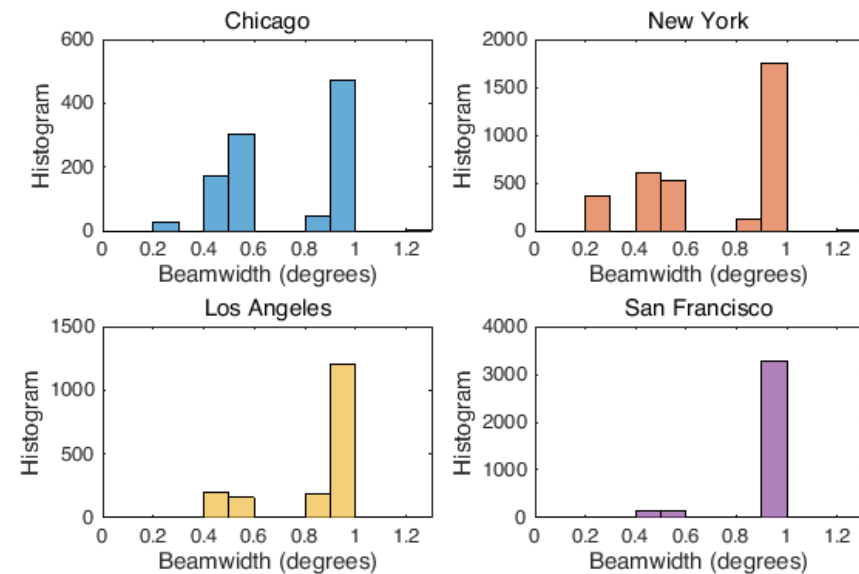 Chicago
600
400
200
0
Histogram
0 0.2 0.4 0.6 0.8 1 1.2
Beamwidth (degrees)
New York
2000
1500
1000
500
0
Histogram
0 0.2 0.4 0.6 0.8 1 1.2
Beamwidth (degrees)
Los Angeles
1500
1000
500
0
Histogram
0 0.2 0.4 0.6 0.8 1 1.2
Beamwidth (degrees)
San Francisco
4000
3000
2000
1000
0
Histogram
0 0.2 0.4 0.6 0.8 1 1.2
Beamwidth (degrees)